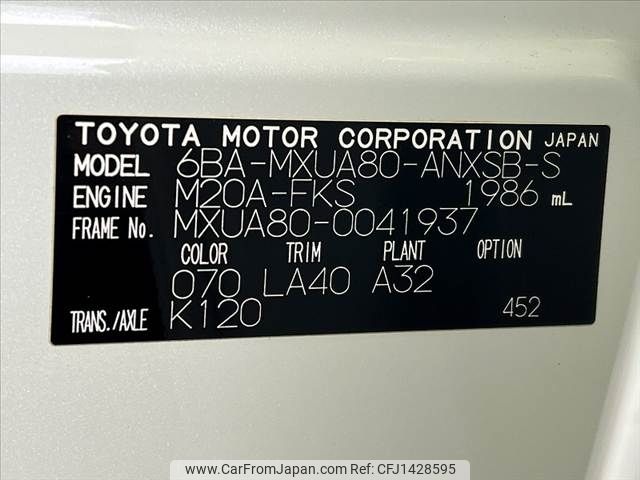 TOYOTA MOTOR CORPORATION JAPAN
MODEL 6BA-MXUA80-ANXSB-S
ENGINE M20A-FKS 1986 mL
FRAME No. MXUA80-0041937
COLOR TRIM PLANT OPTION
070 LA40 A32
TRANS./AXLE K120 452
www.CarFromJapan.com - CFJ1428595